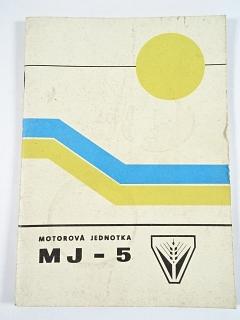 MOTOROVÁ JEDNOTKA
MJ - 5